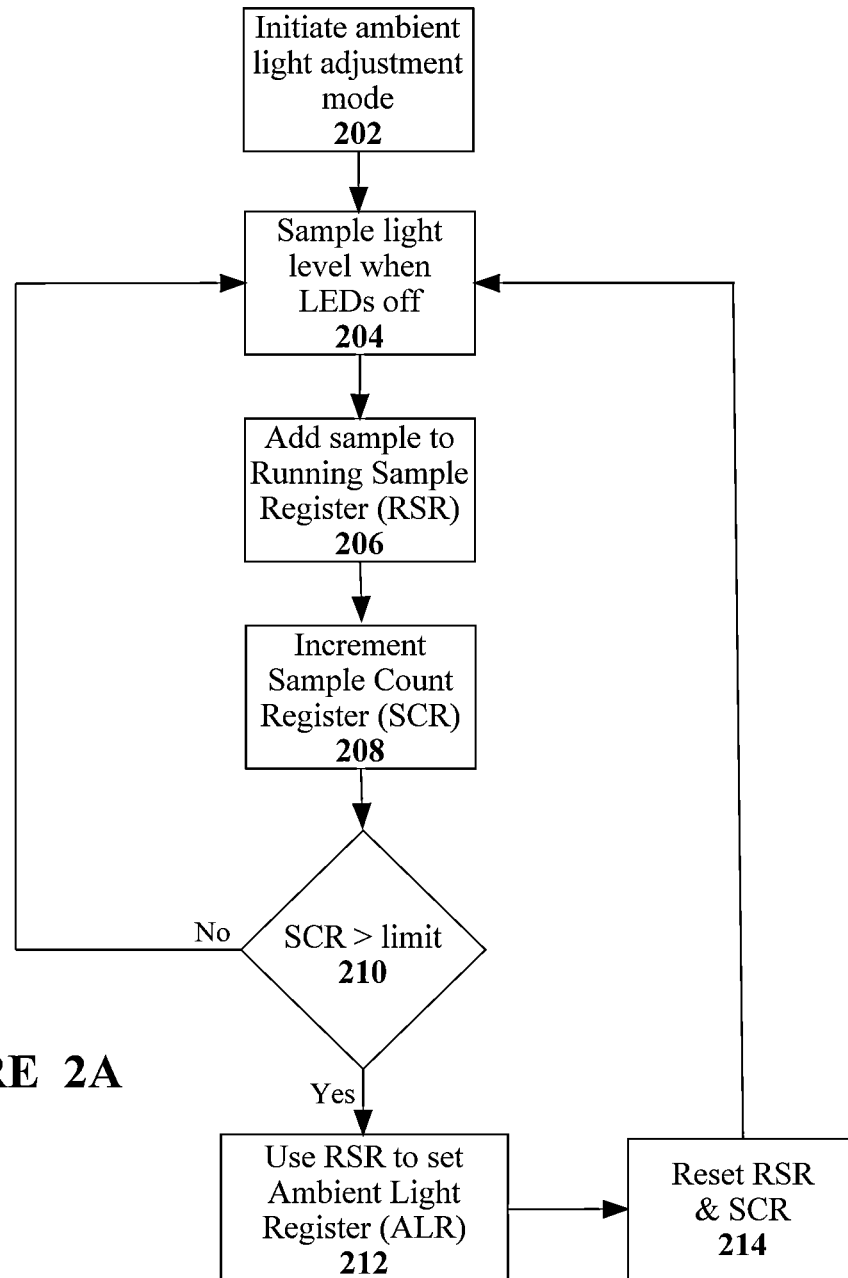 Initiate ambient
light adjustment
mode
202
Sample light
level when
LEDs off
204
Add sample to
Running Sample
Register (RSR)
206
Increment
Sample Count
Register (SCR)
208
No
SCR > limit
210
RE 2A
Yes
Use RSR to set
Ambient Light
Register (ALR)
212
Reset RSR
& SCR
214